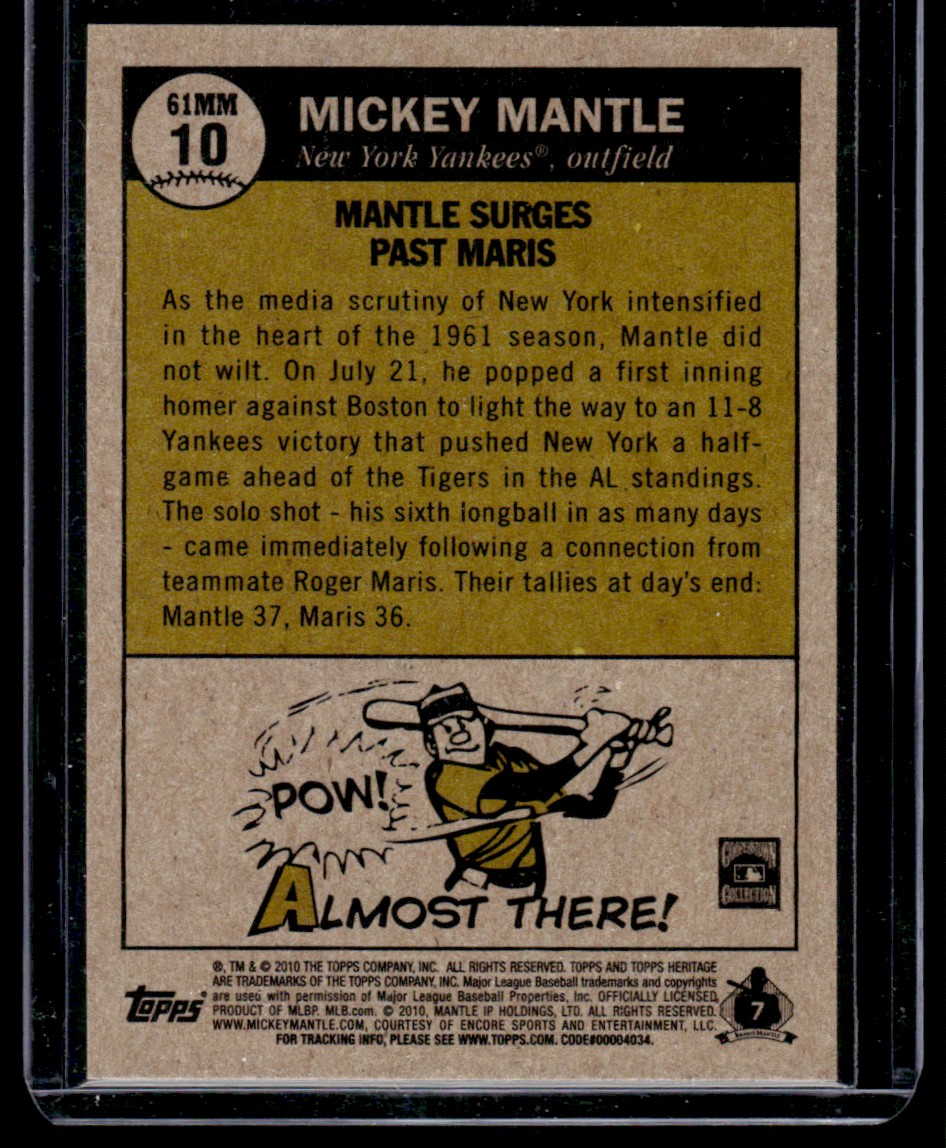 61MM
10
MICKEY MANTLE
New York Yankees®, outfield
MANTLE SURGES
PAST MARIS
As the media scrutiny of New York intensified
in the heart of the 1961 season, Mantle did
not wilt. On July 21, he popped a first inning
homer against Boston to light the way to an 11-8
Yankees victory that pushed New York a half-
game ahead of the Tigers in the AL standings.
The solo shot - his sixth longball in as many days
- came immediately following a connection from
teammate Roger Maris. Their tallies at day's end:
Mantle 37, Maris 36.
POW!
ALMOST THERE!
COOPERSTOWN
COLLECTION
®, TM & © 2010 THE TOPPS COMPANY, INC. ALL RIGHTS RESERVED. TOPPS AND TOPPS HERITAGE
ARE TRADEMARKS OF THE TOPPS COMPANY, INC. Major League Baseball trademarks and copyrights
are used with permission of Major League Baseball Properties, Inc. OFFICIALLY LICENSED
PRODUCT OF MLBP. MLB.com. © 2010, MANTLE IP HOLDINGS, LTD. ALL RIGHTS RESERVED.
WWW.MICKEYMANTLE.COM, COURTESY OF ENCORE SPORTS AND ENTERTAINMENT, LLC.
FOR TRACKING INFO, PLEASE SEE WWW.TOPPS.COM. CODE#00004034.
topps®
7
BRAND MANTLE